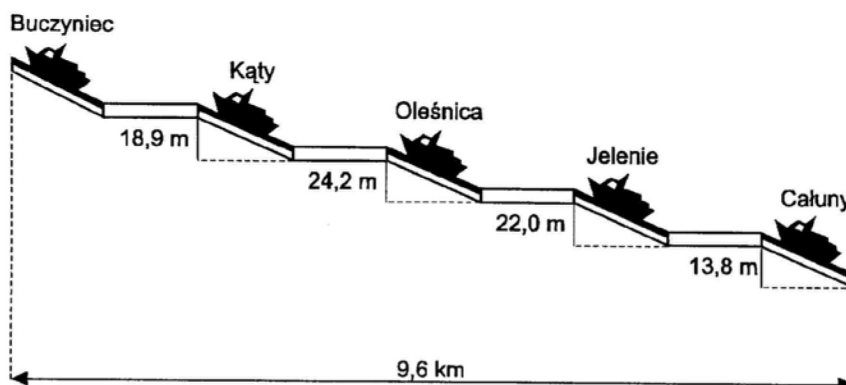 Buczyniec
Kąty
18,9 m
Oleśnica
24,2 m
Jelenie
22,0 m
Całuny
13,8 m
9,6 km